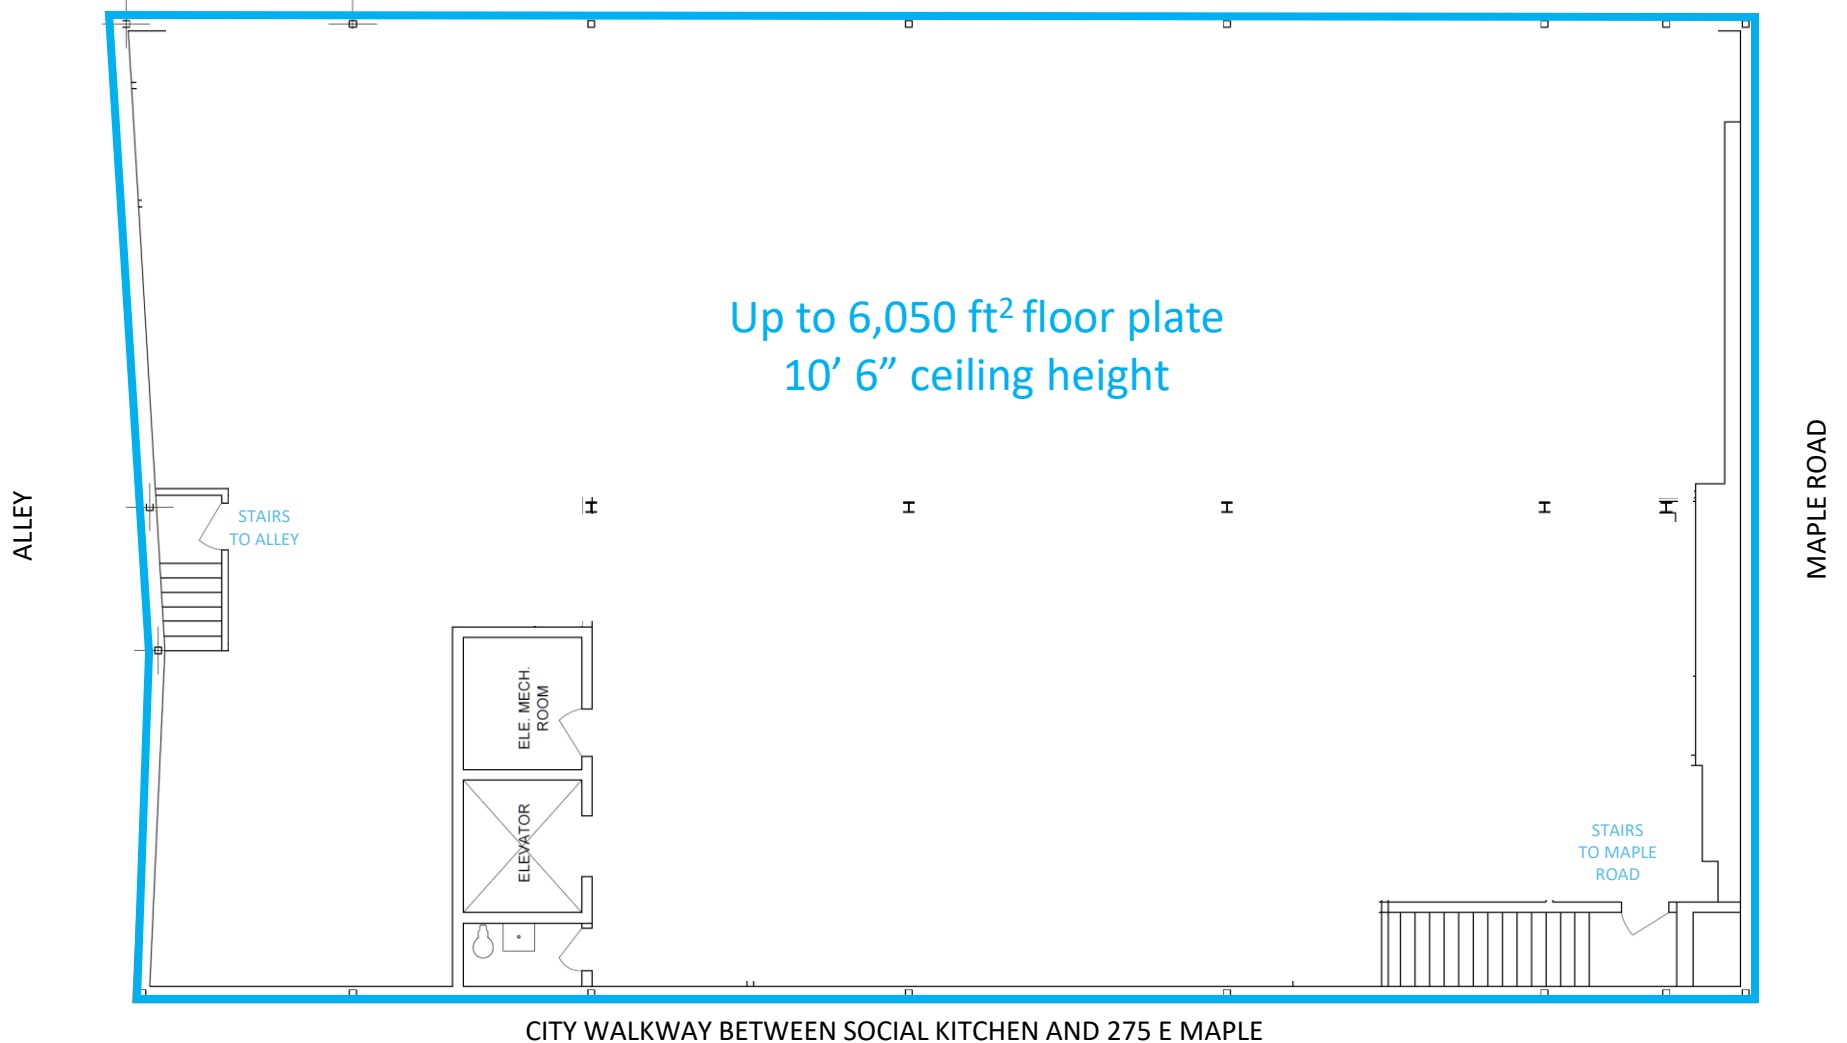 Up to 6,050 ft² floor plate
10’ 6” ceiling height
ALLEY
MAPLE ROAD
STAIRS
TO ALLEY
ELE. MECH.
ROOM
ELEVATOR
STAIRS
TO MAPLE
ROAD
CITY WALKWAY BETWEEN SOCIAL KITCHEN AND 275 E MAPLE